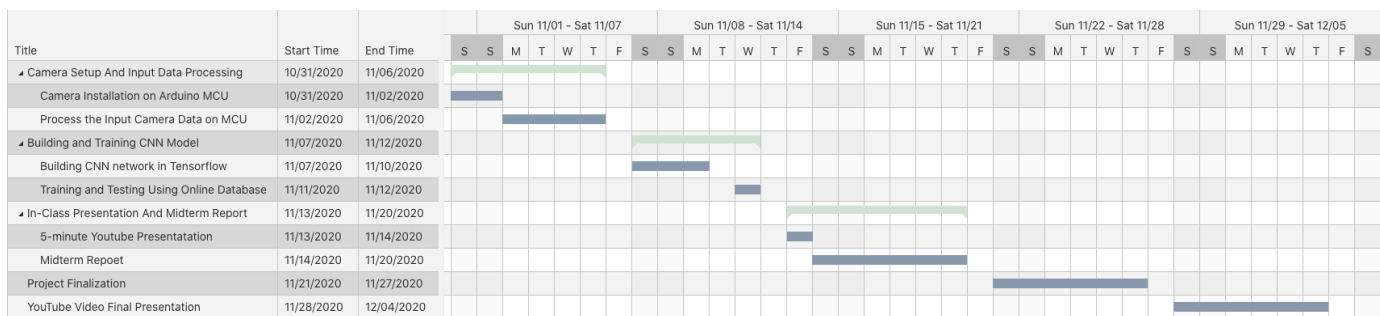 Sun 11/01 - Sat 11/07 Sun 11/08 - Sat 11/14 Sun 11/15 - Sat 11/21 Sun 11/22 - Sat 11/28 Sun 11/29 - Sat 12/05
Title Start Time End Time S S M T W T F S S M T W T F S S M T W T F S S M T W T F S S M T W T F S
Camera Setup And Input Data Processing 10/31/2020 11/06/2020
Camera Installation on Arduino MCU 10/31/2020 11/02/2020
Process the Input Camera Data on MCU 11/02/2020 11/06/2020
Building and Training CNN Model 11/07/2020 11/12/2020
Building CNN network in Tensorflow 11/07/2020 11/10/2020
Training and Testing Using Online Database 11/11/2020 11/12/2020
In-Class Presentation And Midterm Report 11/13/2020 11/20/2020
5-minute Youtube Presentatation 11/13/2020 11/14/2020
Midterm Repoet 11/14/2020 11/20/2020
Project Finalization 11/21/2020 11/27/2020
YouTube Video Final Presentation 11/28/2020 12/04/2020